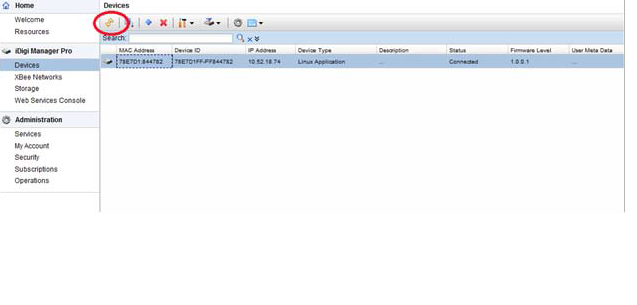 Home
Welcome
Resources
iDigi Manager Pro
Devices
XBee Networks
Storage
Web Services Console
Administration
Services
My Account
Security
Subscriptions
Operations
Devices
Search:
MAC Address Device ID IP Address Device Type Description Status Firmware Level User Meta Data
78E7D1:844782 78E7D1FF-FF844782 10.52.18.74 Linux Application ... Connected 1.0.0.1 ...